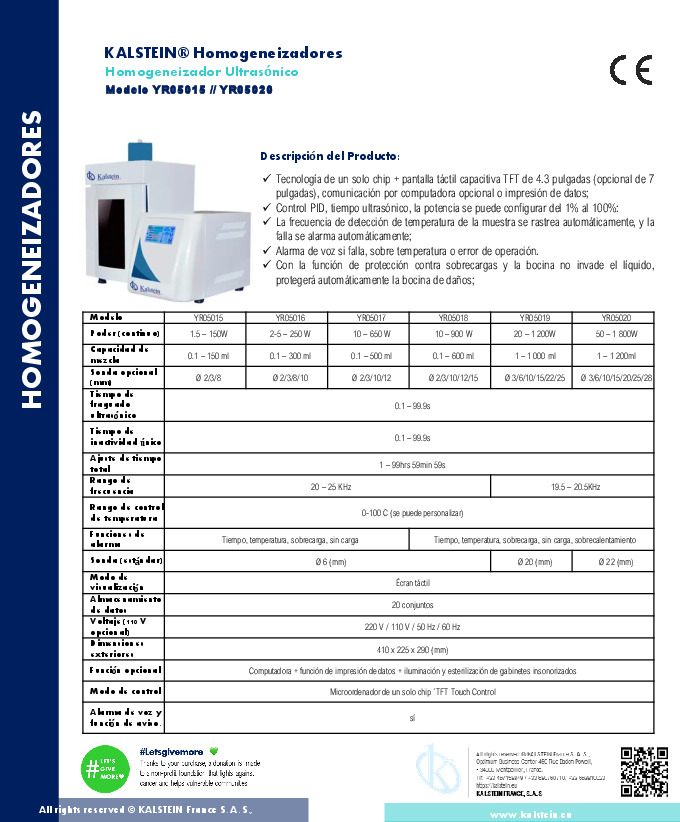 KALSTEIN® Homogeneizadores
Homogeneizador Ultrasónico
Modelo YR05015 // YR05020
CE
HOMOGENEIZADORES
Kalstein
Kalstein
Descripción del Producto:
✓ Tecnología de un solo chip + pantalla táctil capacitiva TFT de 4.3 pulgadas (opcional de 7
pulgadas), comunicación por computadora opcional o impresión de datos;
✓ Control PID, tiempo ultrasónico, la potencia se puede configurar del 1% al 100%:
✓ La frecuencia de detección de temperatura de la muestra se rastrea automáticamente, y la
falla se alarma automáticamente;
✓ Alarma de voz si falla, sobre temperatura o error de operación.
✓ Con la función de protección contra sobrecargas y la bocina no invade el líquido,
protegerá automáticamente la bocina de daños;
Modelo YR05015 YR05016 YR05017 YR05018 YR05019 YR05020
Poder (continuo) 1.5 – 150W 2-5 – 250 W 10 – 650 W 10 – 900 W 20 – 1 200W 50 – 1 800W
Capacidad de
mezcla 0.1 – 150 ml 0.1 – 300 ml 0.1 – 500 ml 0.1 – 600 ml 1 – 1 000 ml 1 – 1 200ml
Sonda opcional
(mm) Ø 2/3/8 Ø 2/3/8/10 Ø 2/3/10/12 Ø 2/3/10/12/15 Ø 3/6/10/15/22/25 Ø 3/6/10/15/20/25/28
Tiempo de
fraguado
ultrasónico 0.1 – 99.9s
Tiempo de
inactividad única 0.1 – 99.9s
Ajuste de tiempo
total 1 – 99hrs 59min 59s
Rango de
frecuencia 20 – 25 KHz 19.5 – 20.5KHz
Rango de control
de temperatura 0-100 C (se puede personalizar)
Funciones de
alarma Tiempo, temperatura, sobrecarga, sin carga Tiempo, temperatura, sobrecarga, sin carga, sobrecalentamiento
Sonda (estándar) Ø 6 (mm) Ø 20 (mm) Ø 22 (mm)
Modo de
visualización Écran táctil
Almacenamiento
de datos 20 conjuntos
Voltaje (110 V
opcional) 220 V / 110 V / 50 Hz / 60 Hz
Dimensiones
exteriores 410 x 225 x 290 (mm)
Función opcional Computadora + función de impresión de datos + iluminación y esterilización de gabinetes insonorizados
Modo de control Microordenador de un solo chip ¨TFT Touch Control
Alarma de voz y
función de aviso. sí
# LET'S
GIVE
MORE
#Letsgivemore
Thanks to your purchase, a donation is made
to a non-profit foundation that fights against
cancer and helps vulnerable communities
All rights reserved © KALSTEIN France S. A. S.,
Optimum Business Center 450 Rue Baden Powell,
https://kalstein.eu
KALSTEIN FRANCE, S. A. S
All rights reserved © KALSTEIN France S. A. S.,
www.kalstein.eu